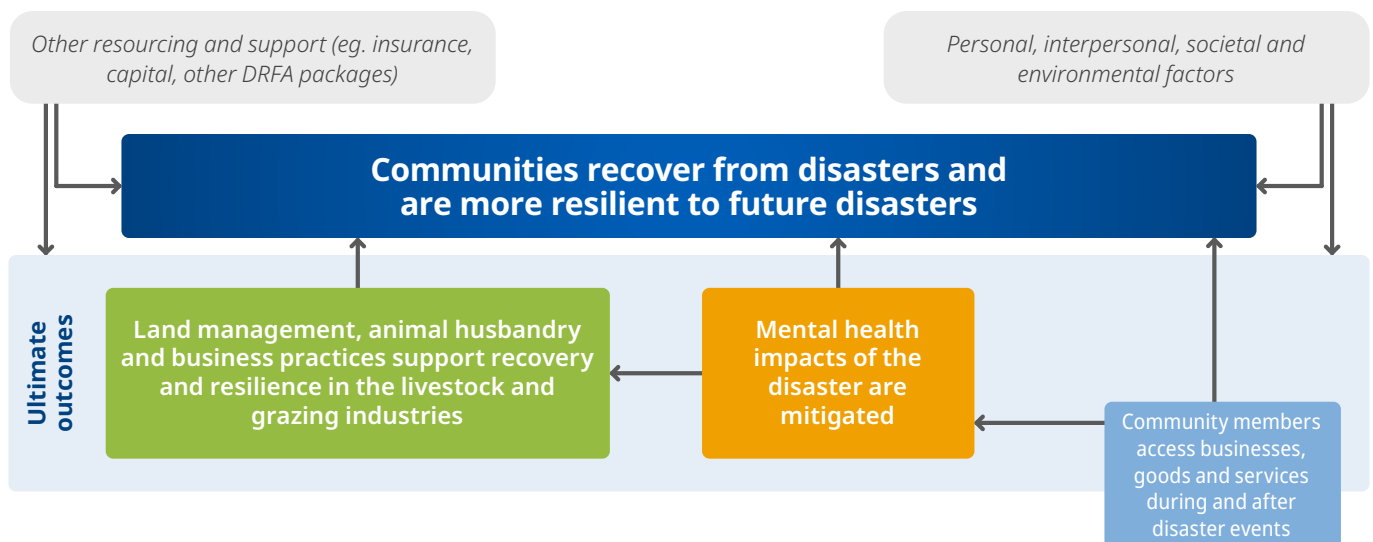 Other resourcing and support (eg. insurance,
capital, other DRFA packages)
Personal, interpersonal, societal and
environmental factors
Communities recover from disasters and
are more resilient to future disasters
Ultimate
outcomes
Land management, animal husbandry
and business practices support recovery
and resilience in the livestock and
grazing industries
Mental health
impacts of the
disaster are
mitigated
Community members
access businesses,
goods and services
during and after
disaster events